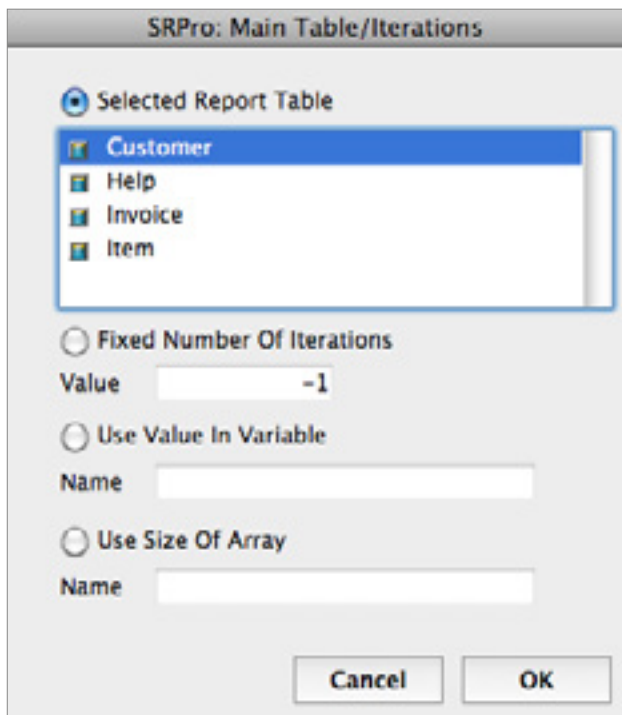 SRPro: Main Table/Iterations
Selected Report Table
Customer
Help
Invoice
Item
Fixed Number Of Iterations
Value -1
Use Value In Variable
Name
Use Size Of Array
Name
Cancel OK